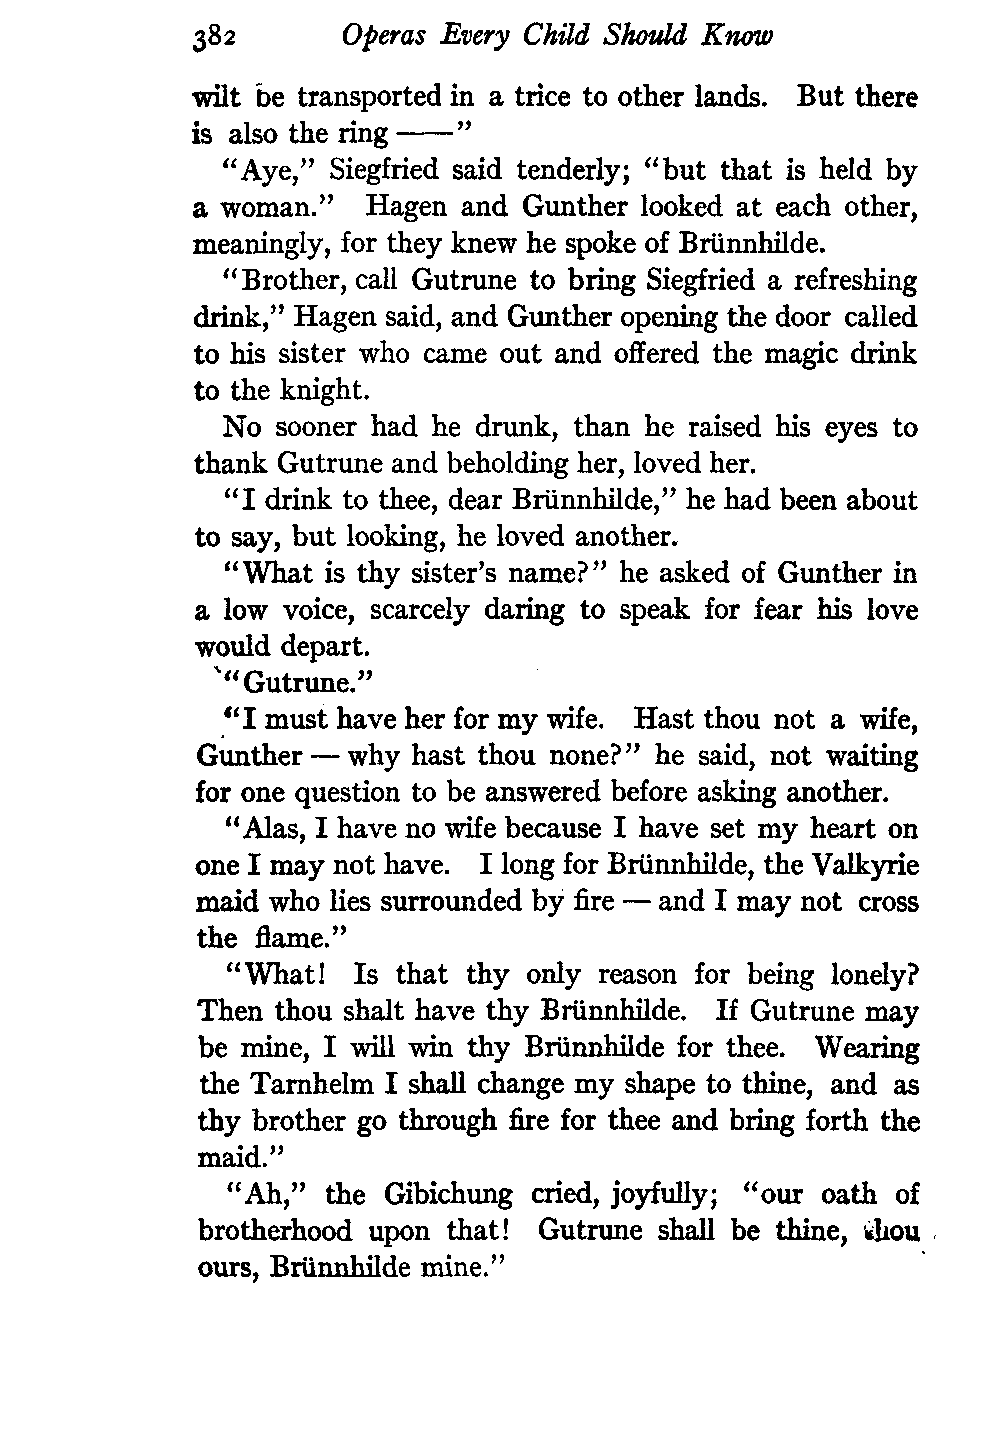 382 Operas Every Child Should Know
wilt be transported in a trice to other lands. But there
is also the ring ——"
"Aye," Siegfried said tenderly; "but that is held by
a woman." Hagen and Gunther looked at each other,
meaningly, for they knew he spoke of Brünnhilde.
"Brother, call Gutrune to bring Siegfried a refreshing
drink," Hagen said, and Gunther opening the door called
to his sister who came out and offered the magic drink
to the knight.
No sooner had he drunk, than he raised his eyes to
thank Gutrune and beholding her, loved her.
"I drink to thee, dear Brünnhilde," he had been about
to say, but looking, he loved another.
"What is thy sister's name?" he asked of Gunther in
a low voice, scarcely daring to speak for fear his love
would depart.
"Gutrune."
"I must have her for my wife. Hast thou not a wife,
Gunther — why hast thou none?" he said, not waiting
for one question to be answered before asking another.
"Alas, I have no wife because I have set my heart on
one I may not have. I long for Brünnhilde, the Valkyrie
maid who lies surrounded by fire — and I may not cross
the flame."
"What! Is that thy only reason for being lonely?
Then thou shalt have thy Brünnhilde. If Gutrune may
be mine, I will win thy Brünnhilde for thee. Wearing
the Tarnhelm I shall change my shape to thine, and as
thy brother go through fire for thee and bring forth the
maid."
"Ah," the Gibichung cried, joyfully; "our oath of
brotherhood upon that! Gutrune shall be thine, thou
ours, Brünnhilde mine."